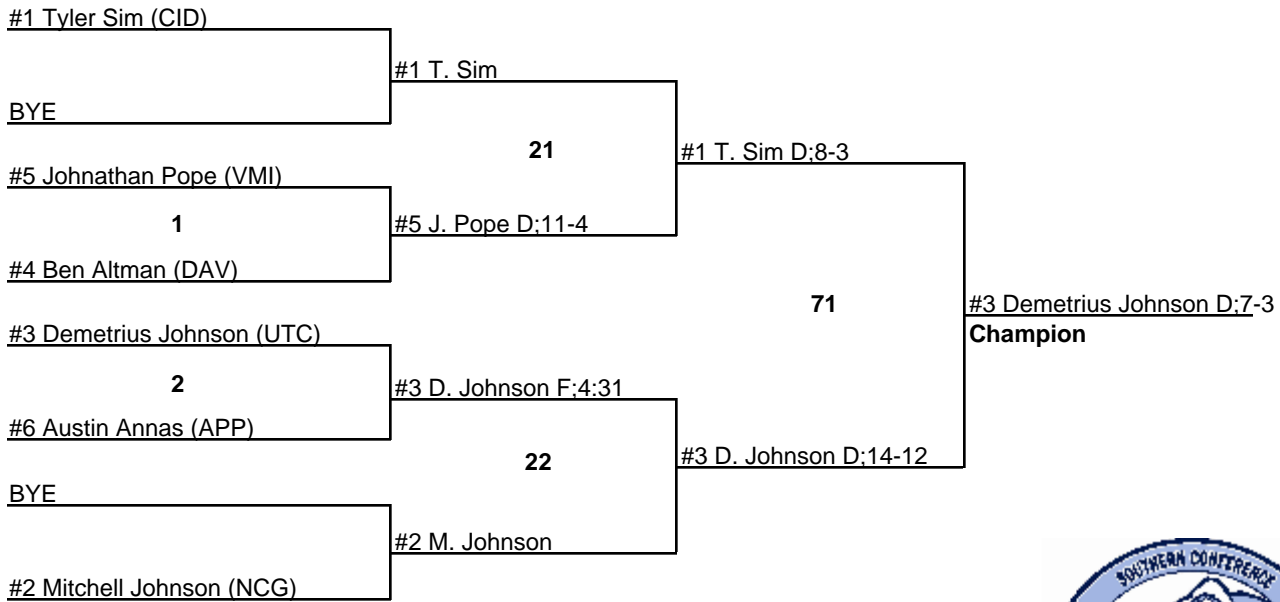 #1 Tyler Sim (CID)
#1 T. Sim
BYE
21
#1 T. Sim D;8-3
#5 Johnathan Pope (VMI)
1
#5 J. Pope D;11-4
#4 Ben Altman (DAV)
71
#3 Demetrius Johnson D;7-3
Champion
#3 Demetrius Johnson (UTC)
2
#3 D. Johnson F;4:31
#6 Austin Annas (APP)
22
#3 D. Johnson D;14-12
BYE
#2 M. Johnson
#2 Mitchell Johnson (NCG)
SOUTHERN CONFERENCE